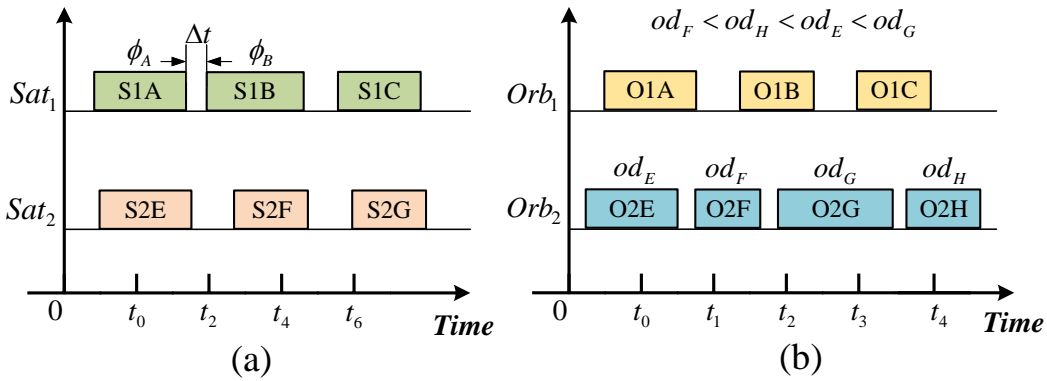 ϕ_A Δt ϕ_B
Sat_1 S1A S1B S1C
Sat_2 S2E S2F S2G
0 t_0 t_2 t_4 t_6 Time
(a)
od_F < od_H < od_E < od_G
Orb_1 O1A O1B O1C
od_E od_F od_G od_H
Orb_2 O2E O2F O2G O2H
0 t_0 t_1 t_2 t_3 t_4 Time
(b)